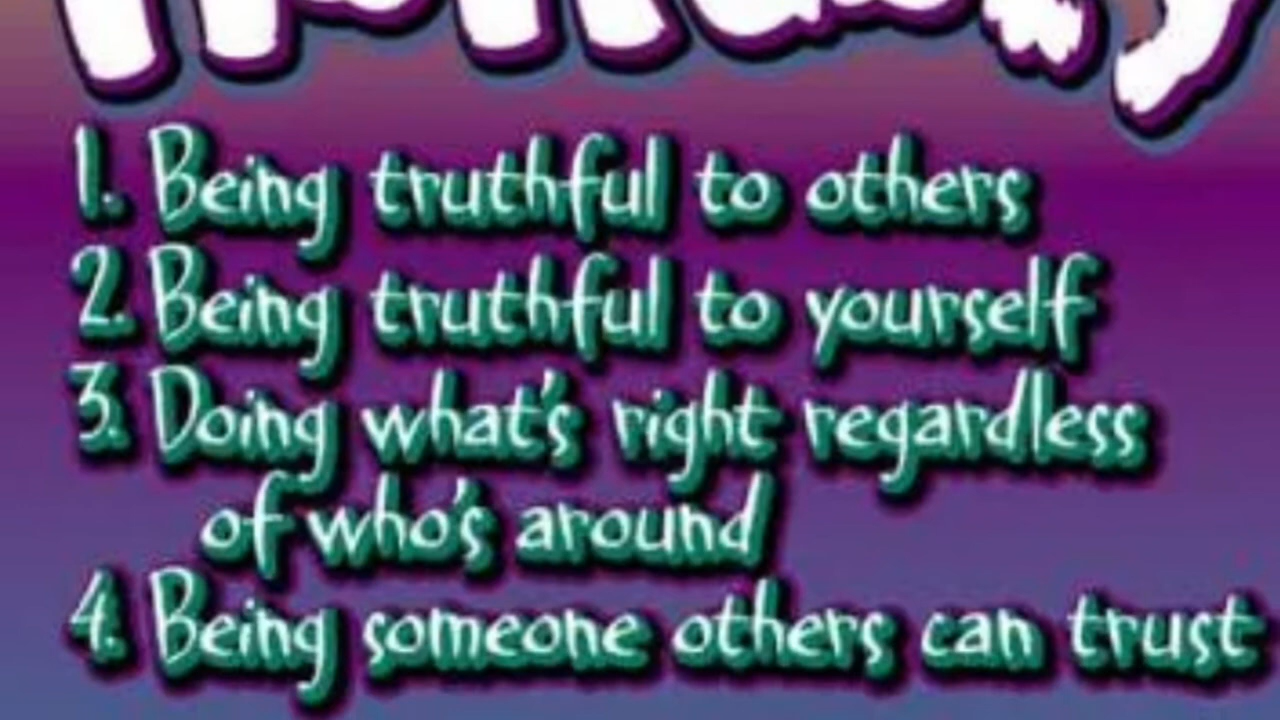 1. Being truthful to others
2. Being truthful to yourself
3. Doing what's right regardless
of who's around
4. Being someone others can trust